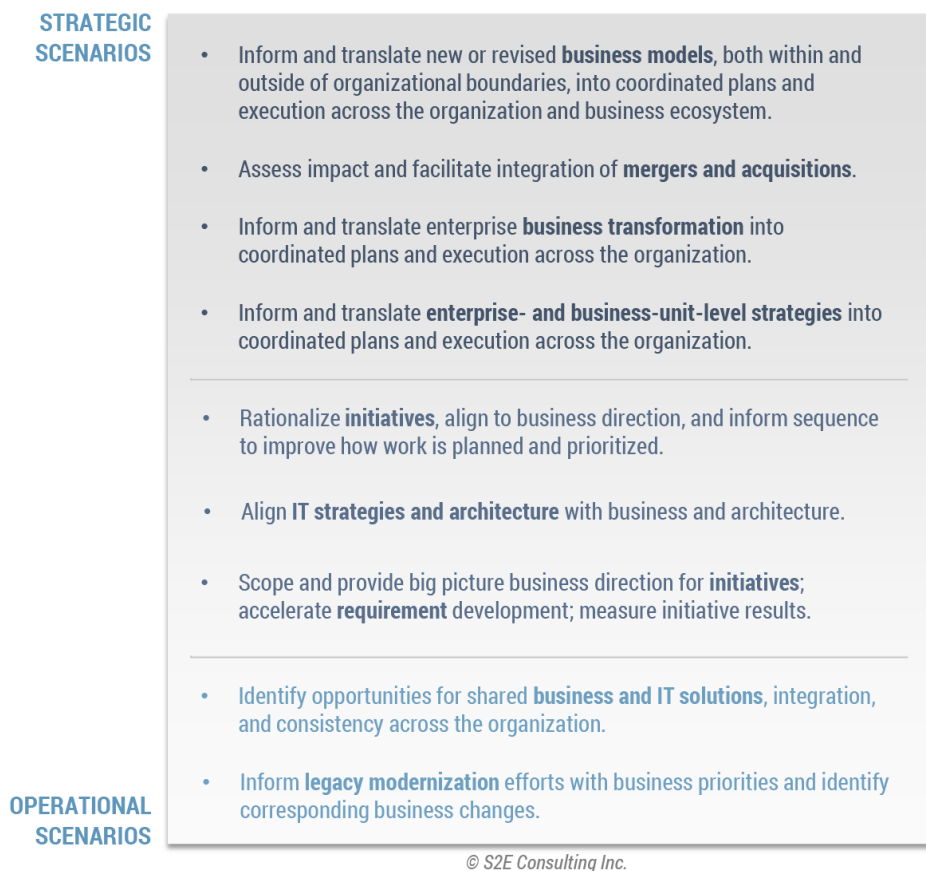 STRATEGIC
SCENARIOS
• Inform and translate new or revised business models, both within and
outside of organizational boundaries, into coordinated plans and
execution across the organization and business ecosystem.
• Assess impact and facilitate integration of mergers and acquisitions.
• Inform and translate enterprise business transformation into
coordinated plans and execution across the organization.
• Inform and translate enterprise- and business-unit-level strategies into
coordinated plans and execution across the organization.
• Rationalize initiatives, align to business direction, and inform sequence
to improve how work is planned and prioritized.
• Align IT strategies and architecture with business and architecture.
• Scope and provide big picture business direction for initiatives;
accelerate requirement development; measure initiative results.
• Identify opportunities for shared business and IT solutions, integration,
and consistency across the organization.
• Inform legacy modernization efforts with business priorities and identify
corresponding business changes.
OPERATIONAL
SCENARIOS
© S2E Consulting Inc.